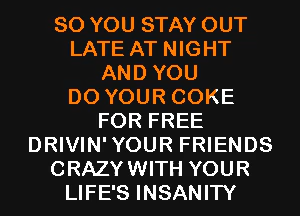 SO YOU STAY OUT
LATE AT NIGHT
AND YOU
DO YOUR COKE
FOR FREE
DRIVIN' YOUR FRIENDS
CRAZY WITH YOUR
LIFE'S INSANITY